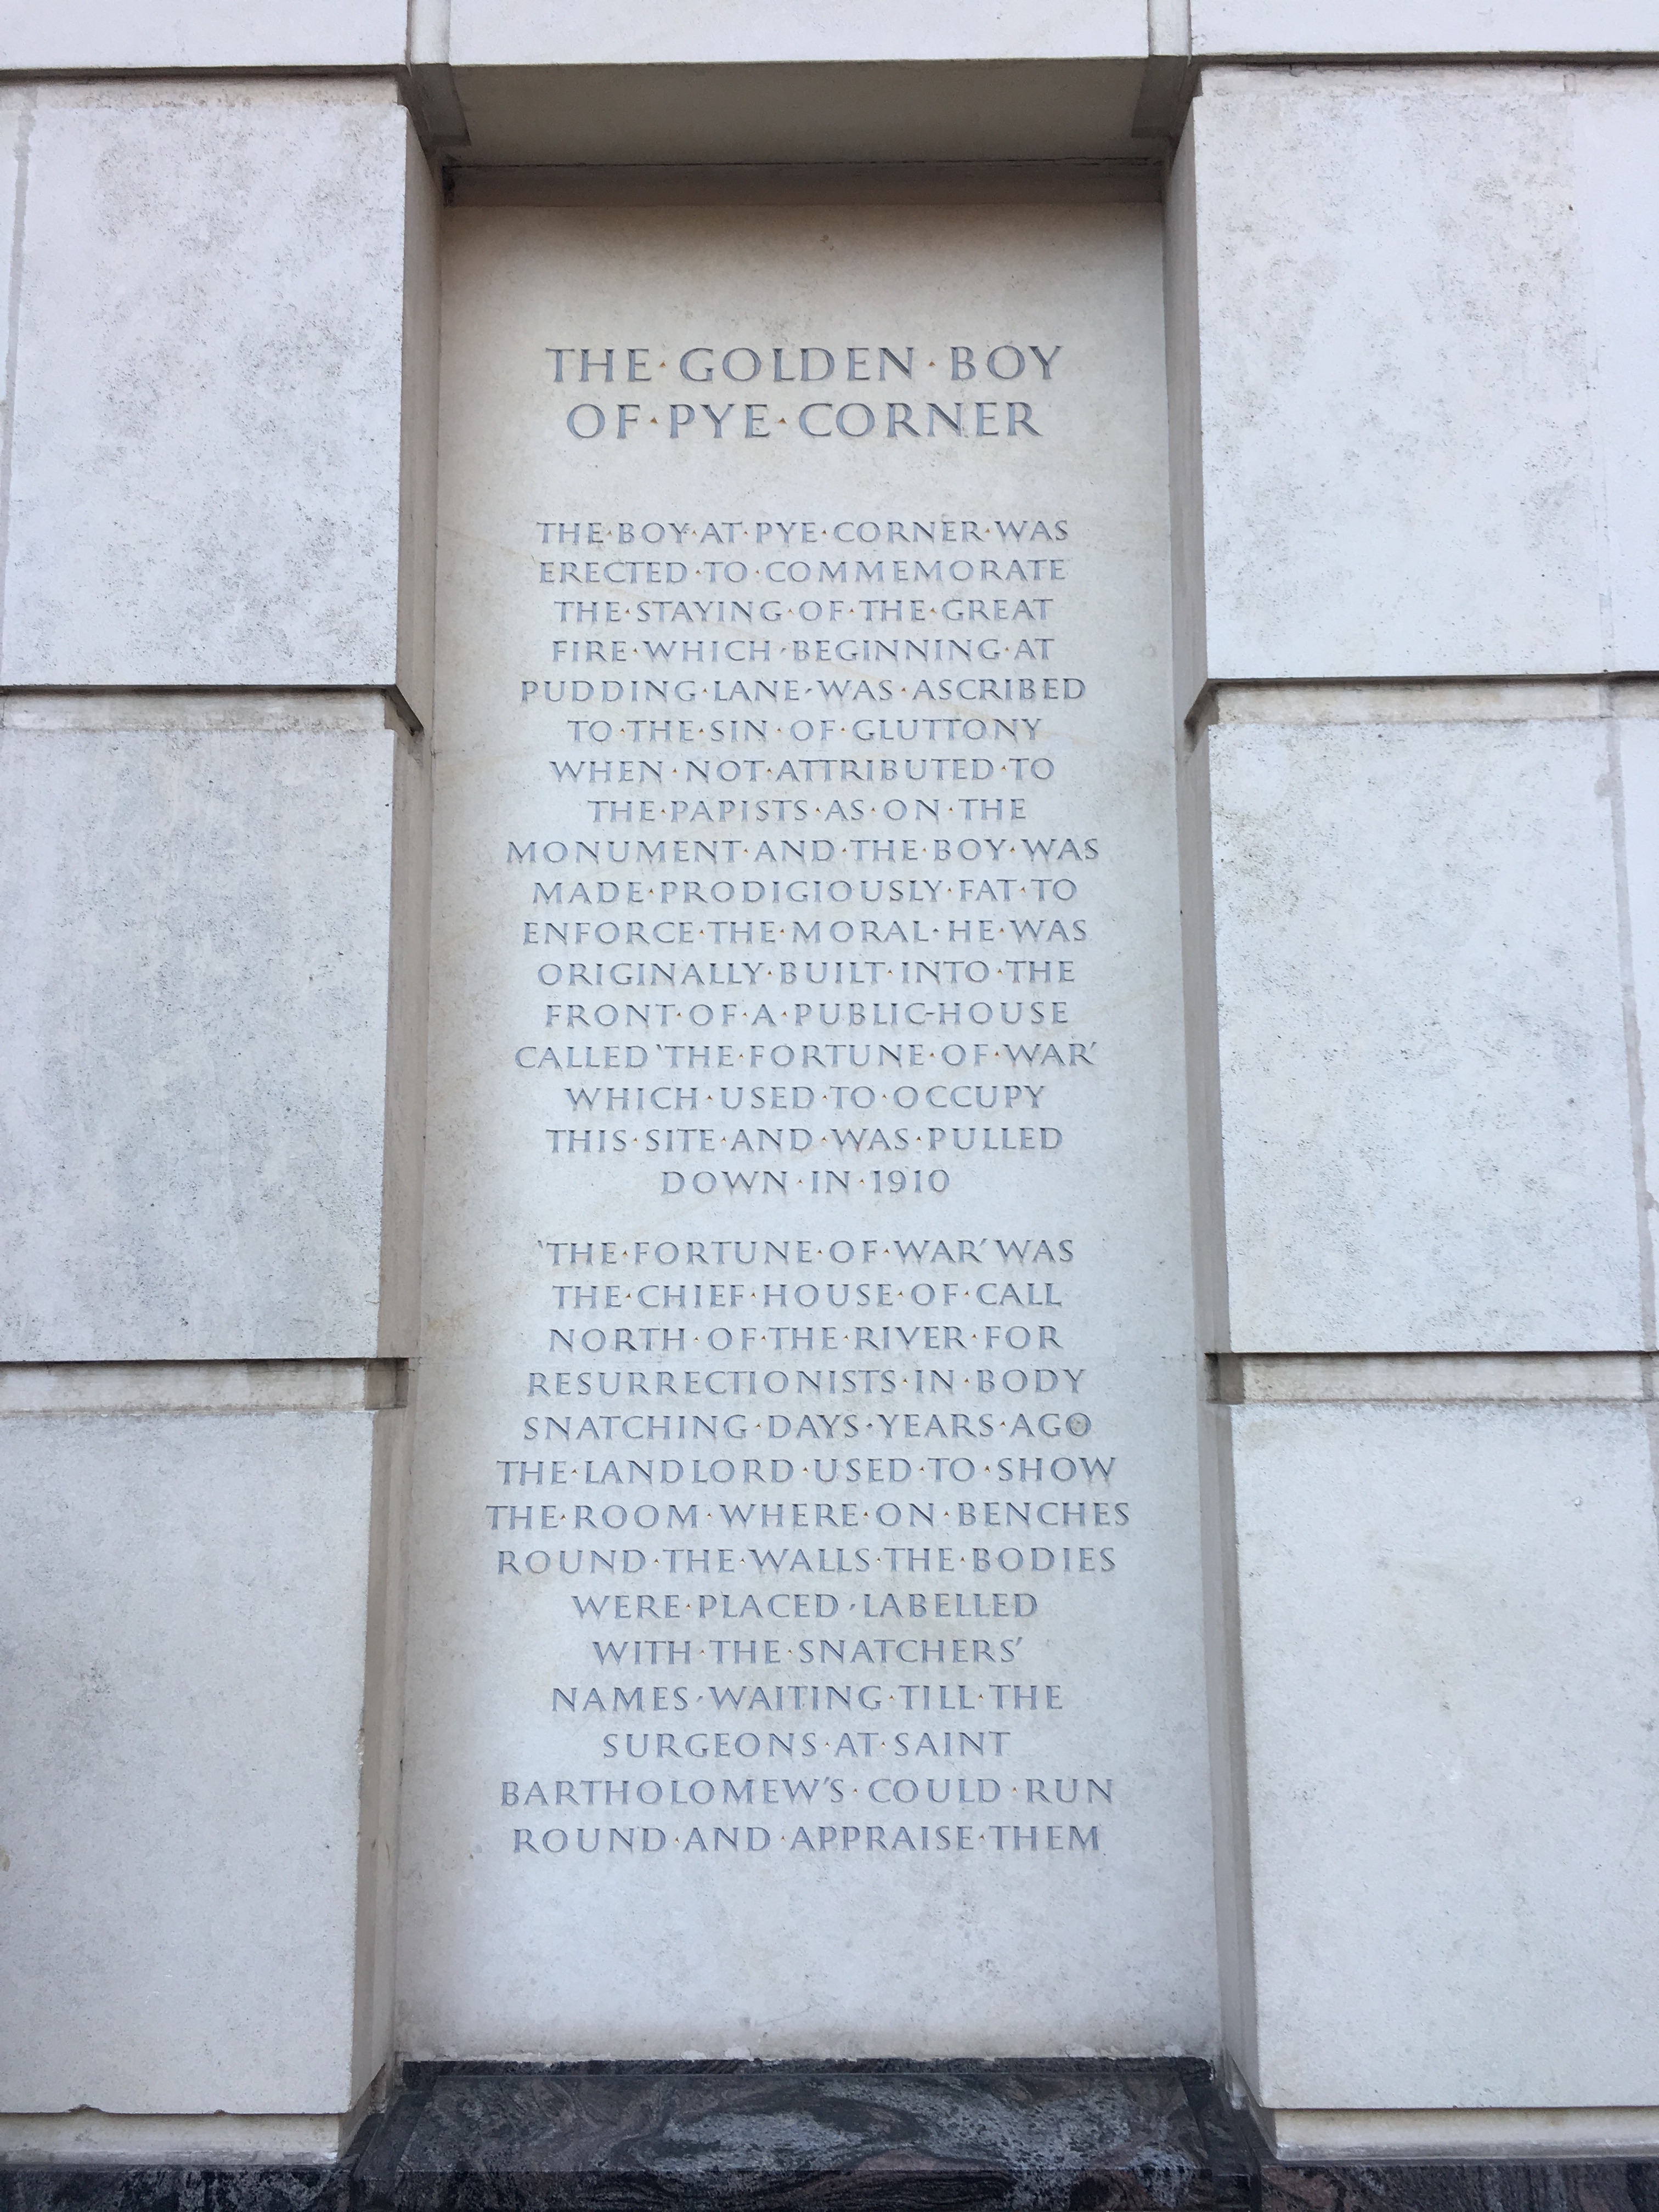 THE·GOLDEN·BOY
OF·PYE·CORNER
THE·BOY·AT·PYE·CORNER·WAS
ERECTED·TO·COMMEMORATE
THE·STAYING·OF·THE·GREAT
FIRE·WHICH·BEGINNING·AT
PUDDING·LANE·WAS·ASCRIBED
TO·THE·SIN·OF·GLUTTONY
WHEN·NOT·ATTRIBUTED·TO
THE·PAPISTS·AS·ON·THE
MONUMENT·AND·THE·BOY·WAS
MADE·PRODIGIOUSLY·FAT·TO
ENFORCE·THE·MORAL·HE·WAS
ORIGINALLY·BUILT·INTO·THE
FRONT·OF·A·PUBLIC-HOUSE
CALLED ‘THE·FORTUNE·OF·WAR’
WHICH·USED·TO·OCCUPY
THIS·SITE·AND·WAS·PULLED
DOWN·IN·1910
‘THE·FORTUNE·OF·WAR’ WAS
THE·CHIEF·HOUSE·OF·CALL
NORTH·OF·THE·RIVER·FOR
RESURRECTIONISTS·IN·BODY
SNATCHING·DAYS·YEARS·AGO
THE·LANDLORD·USED·TO·SHOW
THE·ROOM·WHERE·ON·BENCHES
ROUND·THE·WALLS·THE·BODIES
WERE·PLACED·LABELLED
WITH·THE·SNATCHERS’
NAMES·WAITING·TILL·THE
SURGEONS·AT·SAINT
BARTHOLOMEW’S·COULD·RUN
ROUND·AND·APPRAISE·THEM